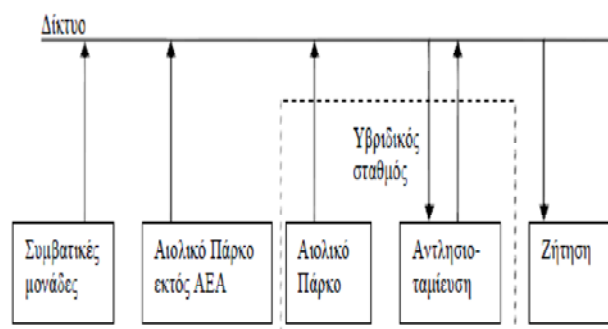 Δίκτυο
Υβριδικός
σταθμός
Συμβατικές
μονάδες
Αιολικό Πάρκο
εκτός ΑΕΑ
Αιολικό
Πάρκο
Αντλησιο-
ταμίευση
Ζήτηση